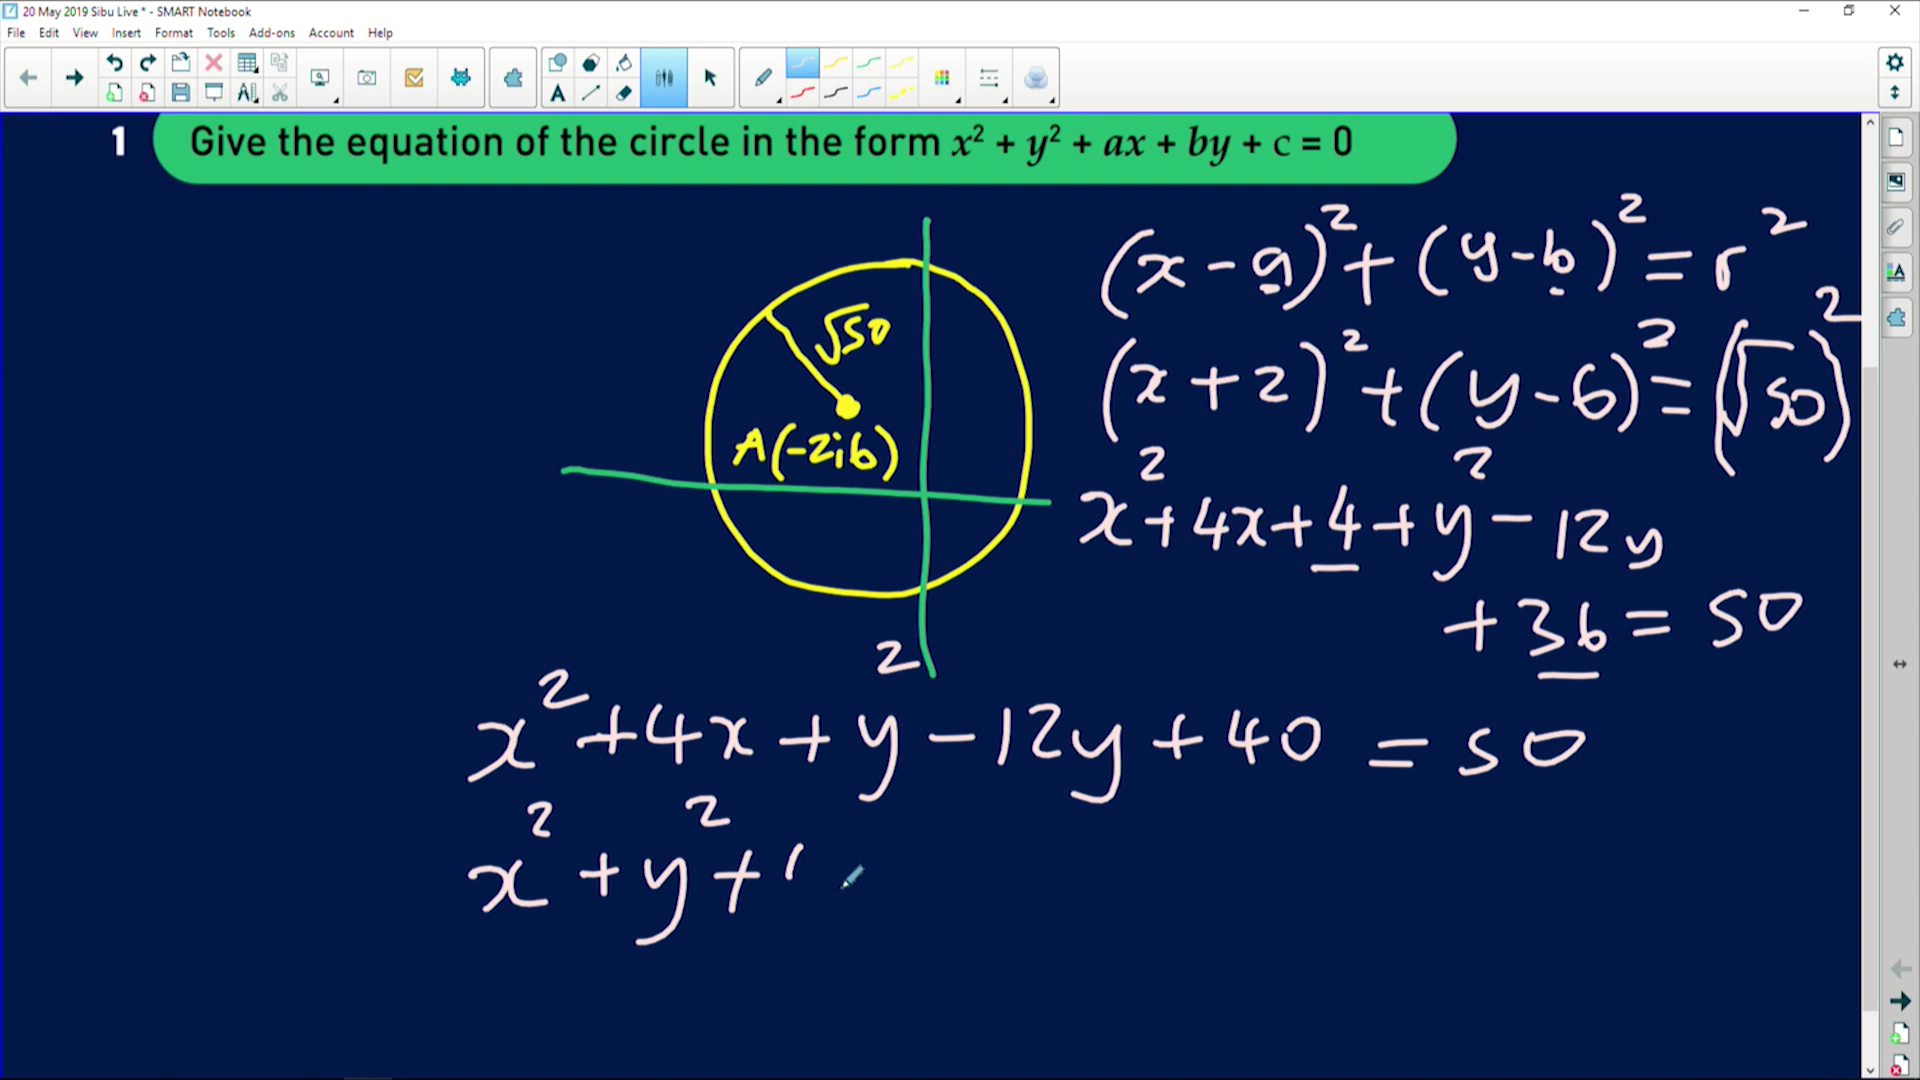 20 May 2019 Sibu Live * - SMART Notebook
File Edit View Insert Format Tools Add-ons Account Help
1 Give the equation of the circle in the form x² + y² + ax + by + c = 0
(x - a)² + (y - b)² = r²
√50
(x + 2)² + (y - 6)² = (√50)²
A(-2;6)
x² + 4x + 4 + y² - 12y
+ 36 = 50
x² + 4x + y² - 12y + 40 = 50
x² + y² +